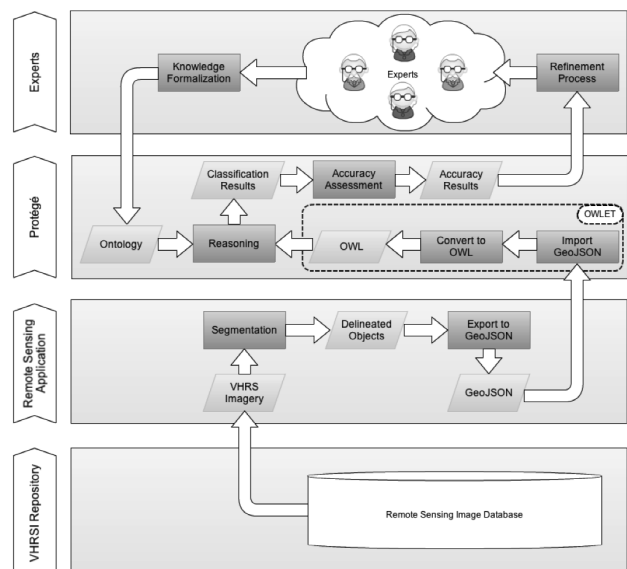 Experts
Knowledge
Formalization
Experts
Refinement
Process
Protégé
Classification
Results
Accuracy
Assessment
Accuracy
Results
OWLET
Ontology
Reasoning
OWL
Convert to
OWL
Import
GeoJSON
Remote Sensing
Application
Segmentation
Delineated
Objects
Export to
GeoJSON
VHRS
Imagery
GeoJSON
VHRSI Repository
Remote Sensing Image Database